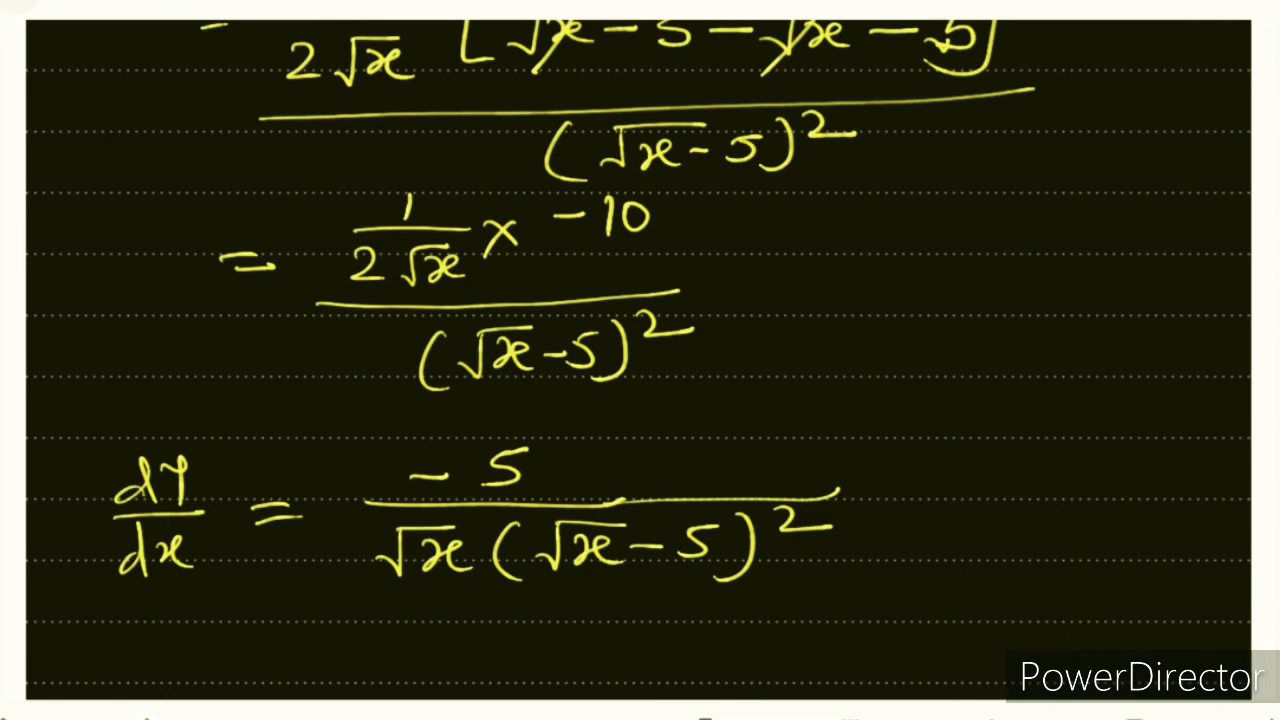 = 2√x [√x - 5 - √x - 5]
(√x - 5)²
= 1/2√x × -10
(√x - 5)²
dy/dx = -5
√x (√x - 5)²
PowerDirector